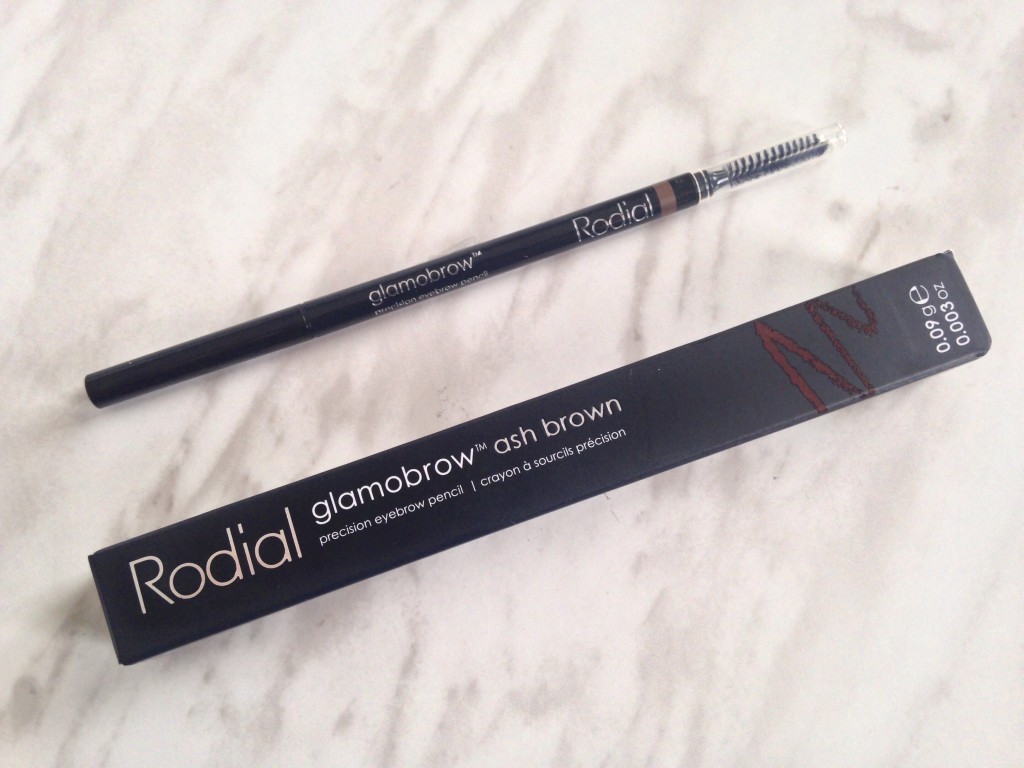 glamobrow™
precision eyebrow pencil
Rodial
Rodial
glamobrow™ ash brown
precision eyebrow pencil | crayon à sourcils précision
0.09 g e
0.003 oz